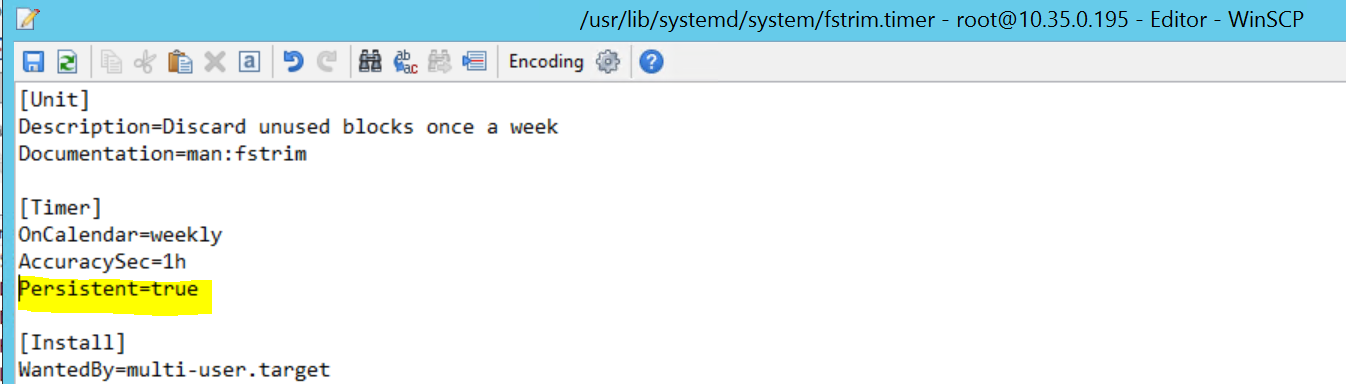 /usr/lib/systemd/system/fstrim.timer - root@10.35.0.195 - Editor - WinSCP
Encoding
[Unit]
Description=Discard unused blocks once a week
Documentation=man:fstrim
[Timer]
OnCalendar=weekly
AccuracySec=1h
Persistent=true
[Install]
WantedBy=multi-user.target